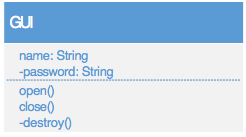 GUI
name: String
-password: String
open()
close()
-destroy()